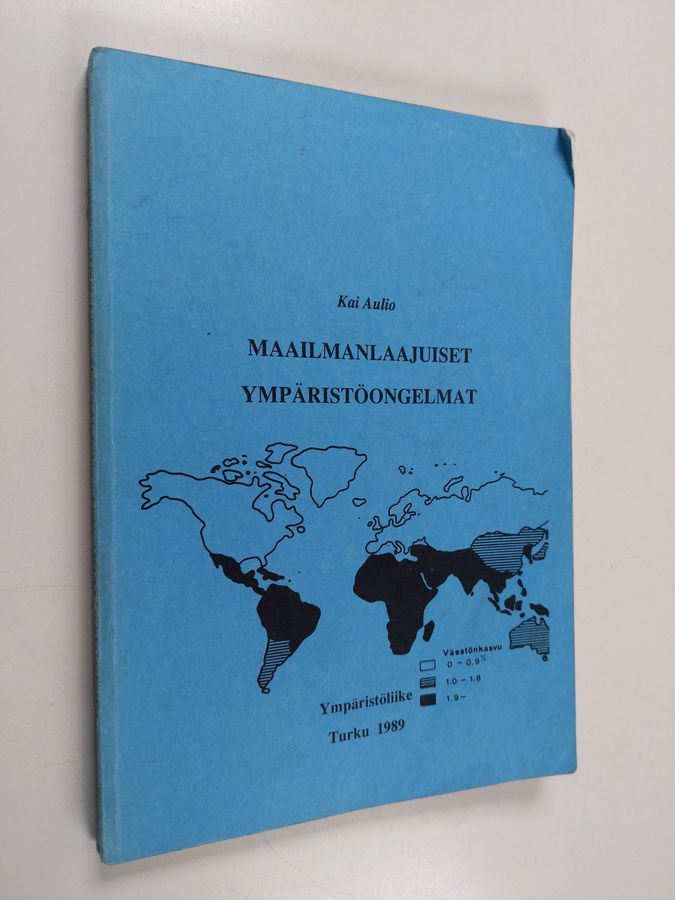 Kai Aulio
MAAILMANLAAJUISET
YMPÄRISTÖONGELMAT
Väestönkasvu
0 - 0.9%
1.0 - 1.8
1.9 -
Ympäristöliike
Turku 1989